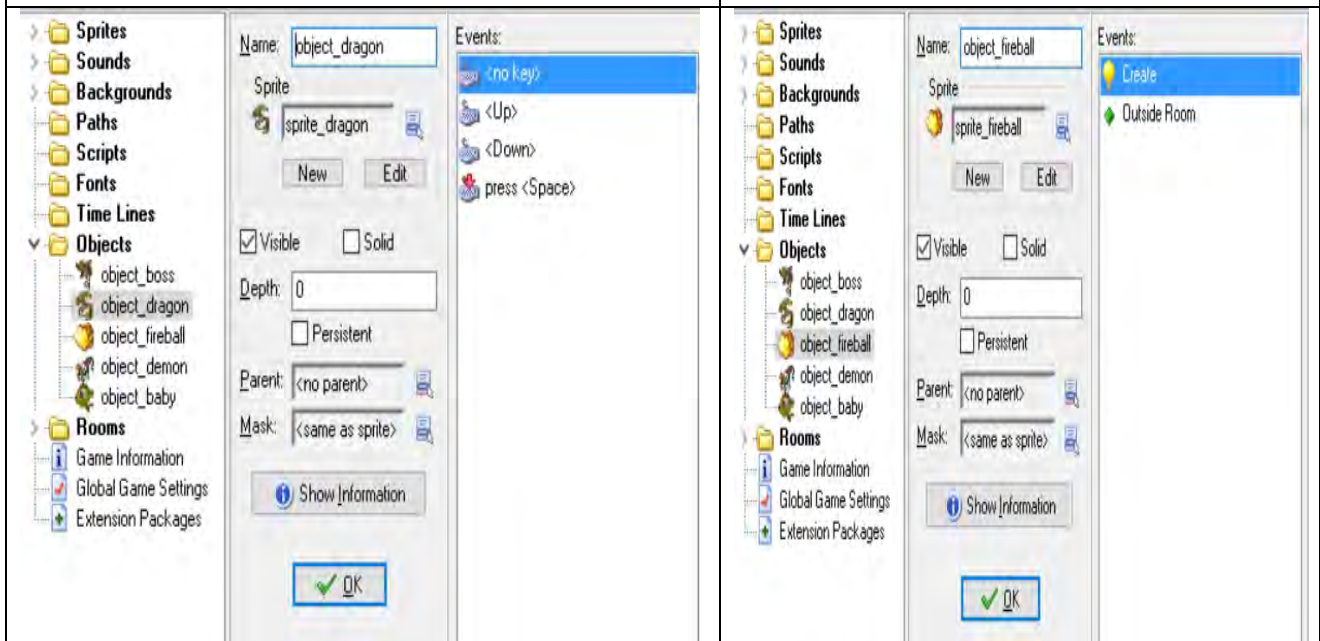 Sprites
Sounds
Backgrounds
Paths
Scripts
Fonts
Time Lines
Objects
object_boss
object_dragon
object_fireball
object_demon
object_baby
Rooms
Game Information
Global Game Settings
Extension Packages
Name: object_dragon
Sprite
sprite_dragon
New Edit
Visible Solid
Depth: 0
Persistent
Parent: <no parent>
Mask: <same as sprite>
Show Information
OK
Events:
<no key>
<Up>
<Down>
press <Space>
Sprites
Sounds
Backgrounds
Paths
Scripts
Fonts
Time Lines
Objects
object_boss
object_dragon
object_fireball
object_demon
object_baby
Rooms
Game Information
Global Game Settings
Extension Packages
Name: object_fireball
Sprite
sprite_fireball
New Edit
Visible Solid
Depth: 0
Persistent
Parent: <no parent>
Mask: <same as sprite>
Show Information
OK
Events:
Create
Outside Room